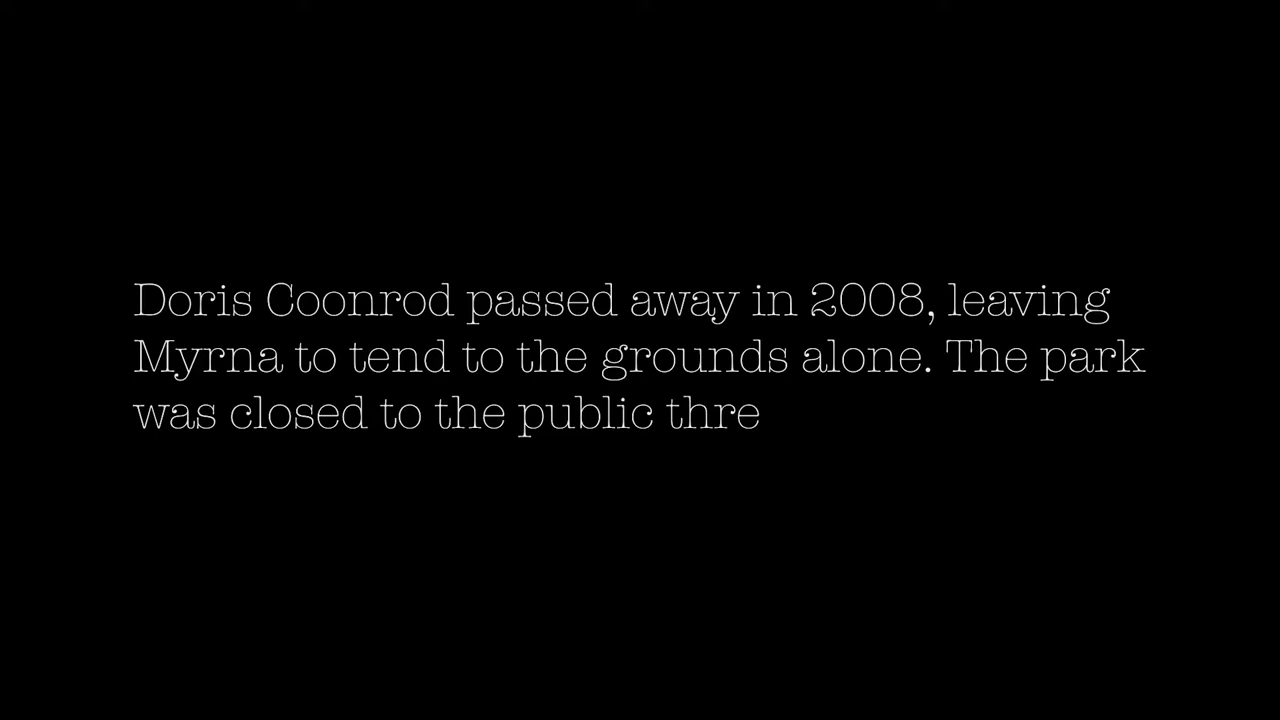 Doris Coonrod passed away in 2008, leaving
Myrna to tend to the grounds alone. The park
was closed to the public thre